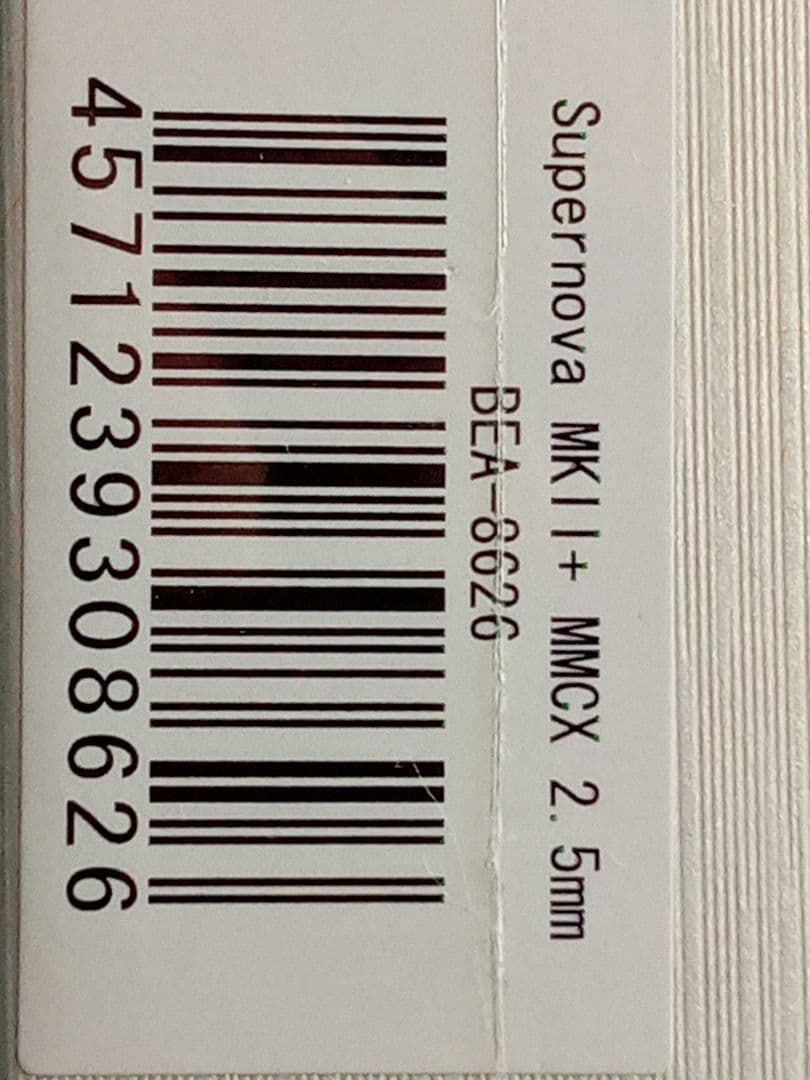 Supernova MKII+ MMCX 2.5mm
BEA-8626
4571239308626